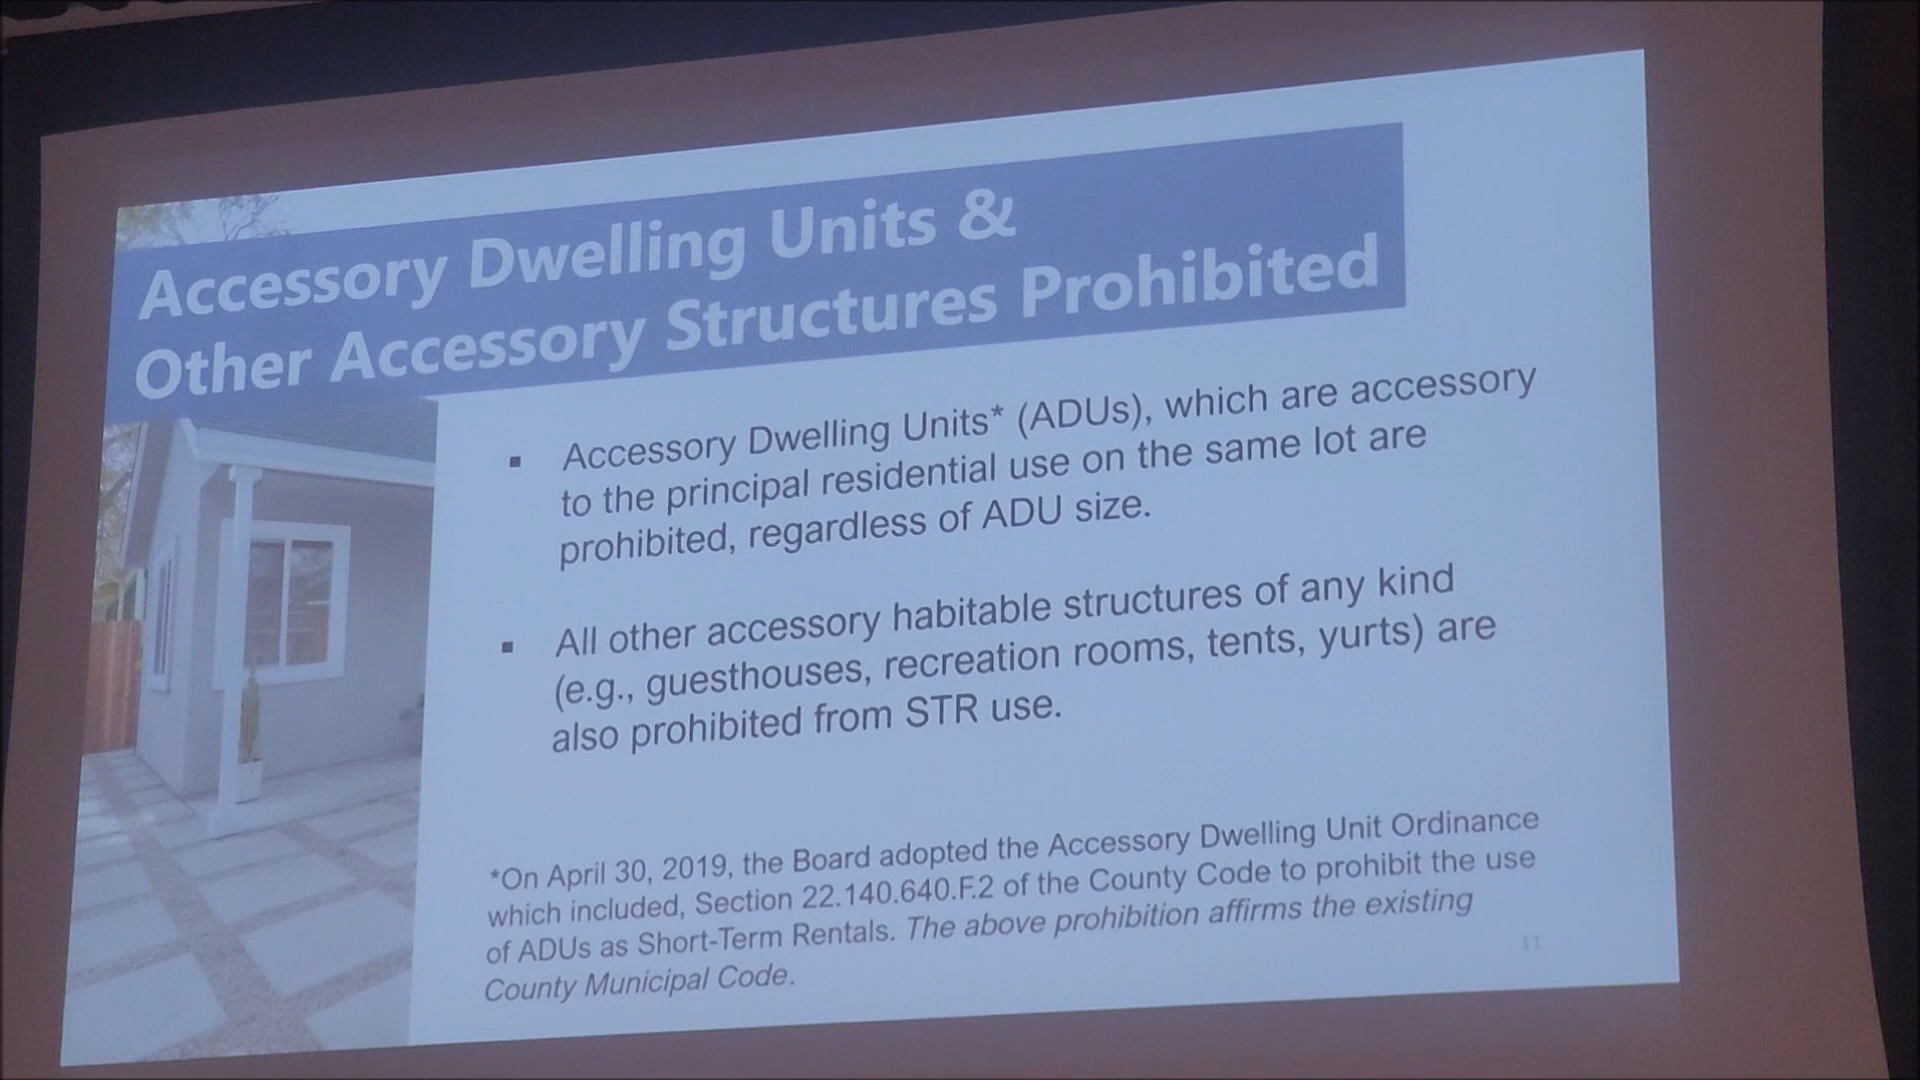 Accessory Dwelling Units &
Other Accessory Structures Prohibited
▪ Accessory Dwelling Units* (ADUs), which are accessory
to the principal residential use on the same lot are
prohibited, regardless of ADU size.
▪ All other accessory habitable structures of any kind
(e.g., guesthouses, recreation rooms, tents, yurts) are
also prohibited from STR use.
*On April 30, 2019, the Board adopted the Accessory Dwelling Unit Ordinance
which included, Section 22.140.640.F.2 of the County Code to prohibit the use
of ADUs as Short-Term Rentals. The above prohibition affirms the existing
County Municipal Code.
11